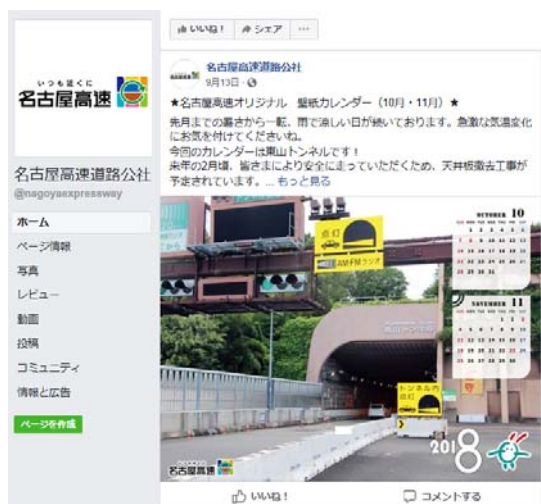 いつも近くに
名古屋高速
名古屋高速道路公社
@nagoyaexpressway
ホーム
ページ情報
写真
レビュー
動画
投稿
コミュニティ
情報と広告
ページを作成
いいね！ シェア ...
名古屋高速道路公社
9月13日
★名古屋高速オリジナル 壁紙カレンダー（10月・11月）★
先月までの暑さから一転、雨で涼しい日が続いております。急激な気温変化
にお気を付けてくださいね。
今回のカレンダーは東山トンネルです！
来年の2月頃、皆さまにより安全に走っていただくため、天井板撤去工事が
予定されています。... もっと見る
点灯
AM・FMラジオ
OCTOBER 10
NOVEMBER 11
東山トンネル
トンネル内
点灯
名古屋高速
2018
いいね！ コメントする